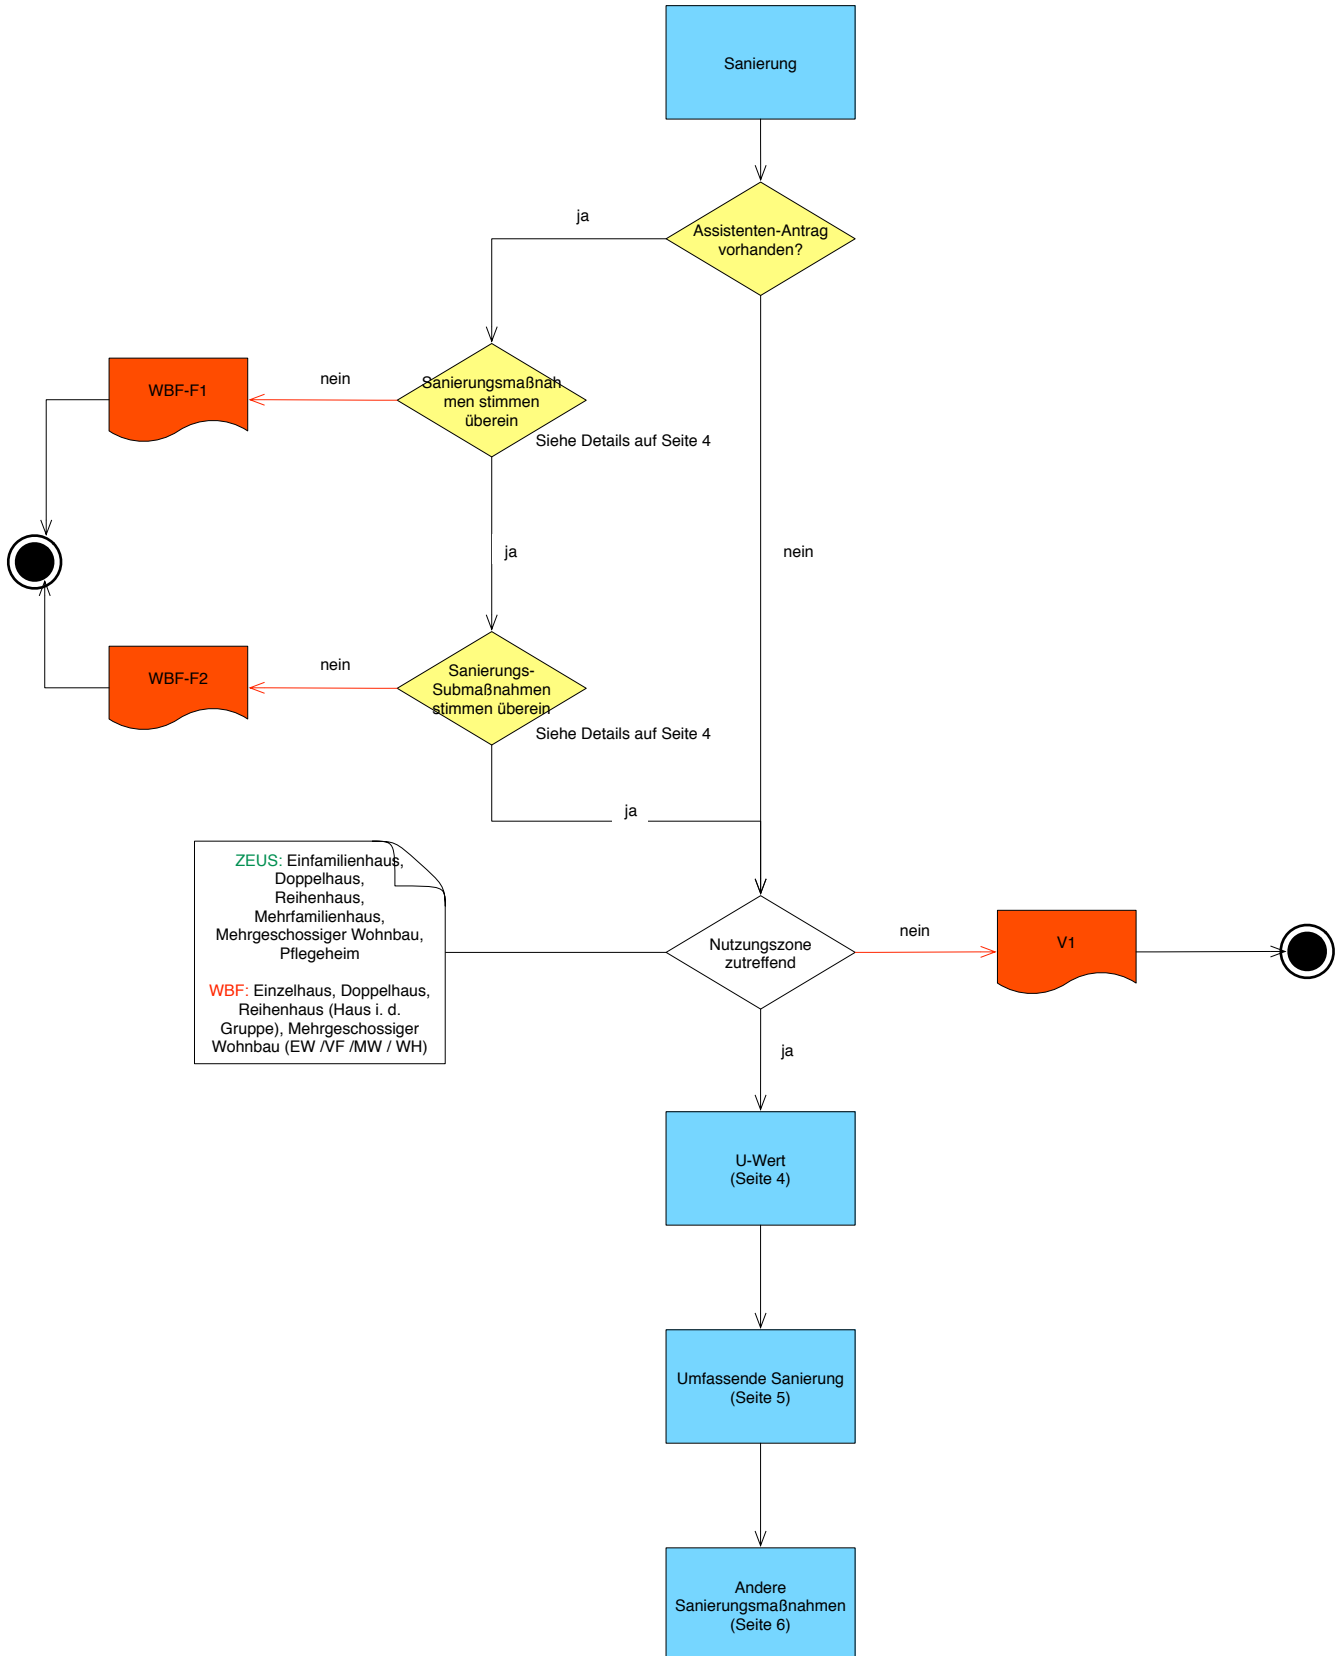 Sanierung
ja
Assistenten-Antrag
vorhanden?
WBF-F1
nein
Sanierungsmaßnah
men stimmen
überein
Siehe Details auf Seite 4
ja
nein
WBF-F2
nein
Sanierungs-
Submaßnahmen
stimmen überein
Siehe Details auf Seite 4
ja
ZEUS: Einfamilienhaus,
Doppelhaus,
Reihenhaus,
Mehrfamilienhaus,
Mehrgeschossiger Wohnbau,
Pflegeheim
WBF: Einzelhaus, Doppelhaus,
Reihenhaus (Haus i. d.
Gruppe), Mehrgeschossiger
Wohnbau (EW /VF /MW / WH)
Nutzungszone
zutreffend
nein
V1
ja
U-Wert
(Seite 4)
Umfassende Sanierung
(Seite 5)
Andere
Sanierungsmaßnahmen
(Seite 6)